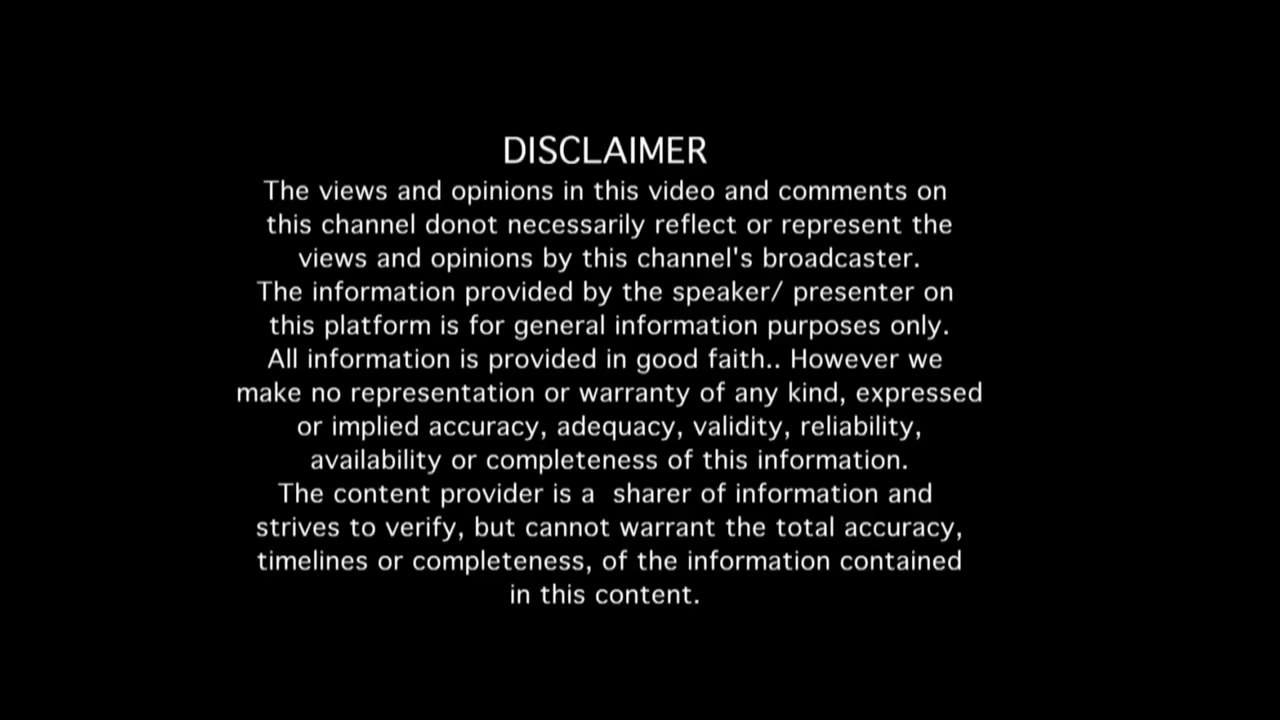 DISCLAIMER
The views and opinions in this video and comments on
this channel donot necessarily reflect or represent the
views and opinions by this channel's broadcaster.
The information provided by the speaker/ presenter on
this platform is for general information purposes only.
All information is provided in good faith.. However we
make no representation or warranty of any kind, expressed
or implied accuracy, adequacy, validity, reliability,
availability or completeness of this information.
The content provider is a  sharer of information and
strives to verify, but cannot warrant the total accuracy,
timelines or completeness, of the information contained
in this content.